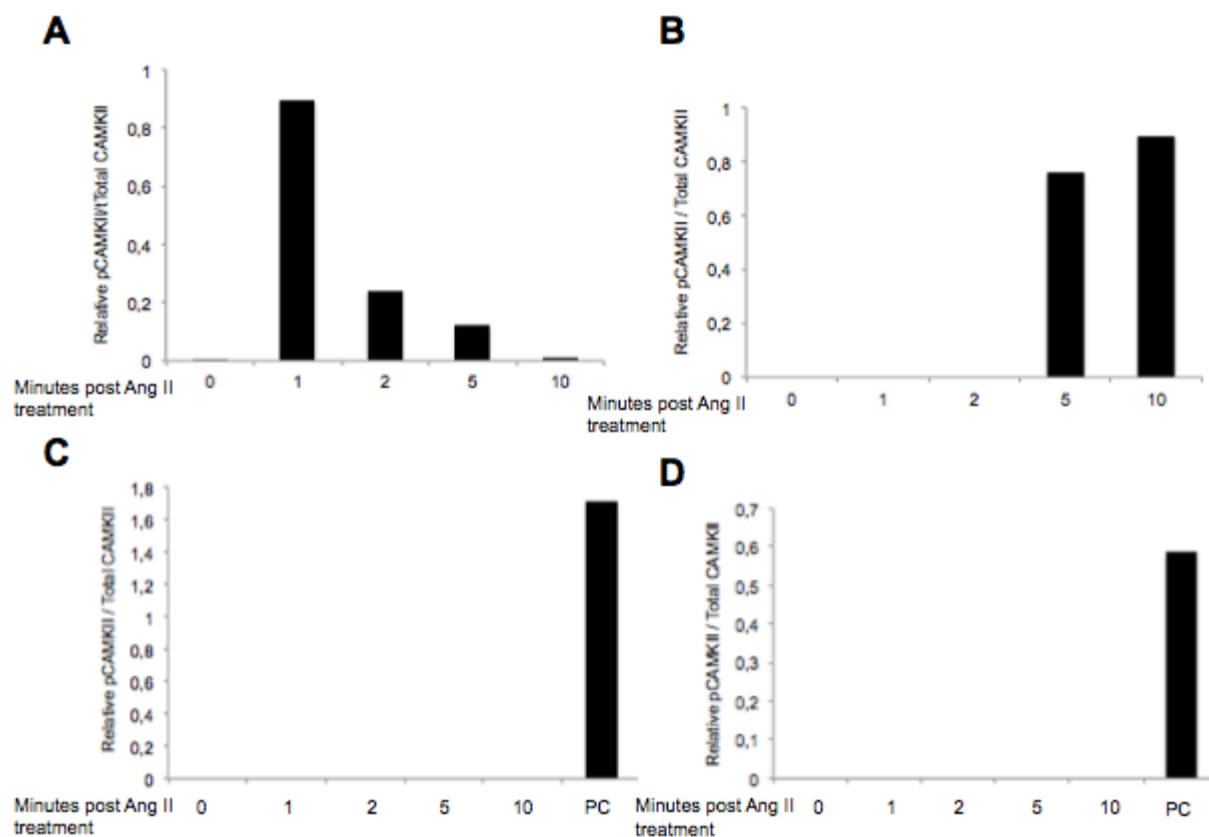 A
Relative pCAMKII/tTotal CAMKII
1
0,8
0,6
0,4
0,2
0
0 1 2 5 10
Minutes post Ang II
treatment
B
Relative pCAMKII / Total CAMKII
1
0,8
0,6
0,4
0,2
0
0 1 2 5 10
Minutes post Ang II
treatment
C
Relative pCAMKII / Total CAMKII
1,8
1,6
1,4
1,2
1
0,8
0,6
0,4
0,2
0
0 1 2 5 10 PC
Minutes post Ang II
treatment
D
Relative pCAMKII / Total CAMKII
0,7
0,6
0,5
0,4
0,3
0,2
0,1
0
0 1 2 5 10 PC
Minutes post Ang II
treatment